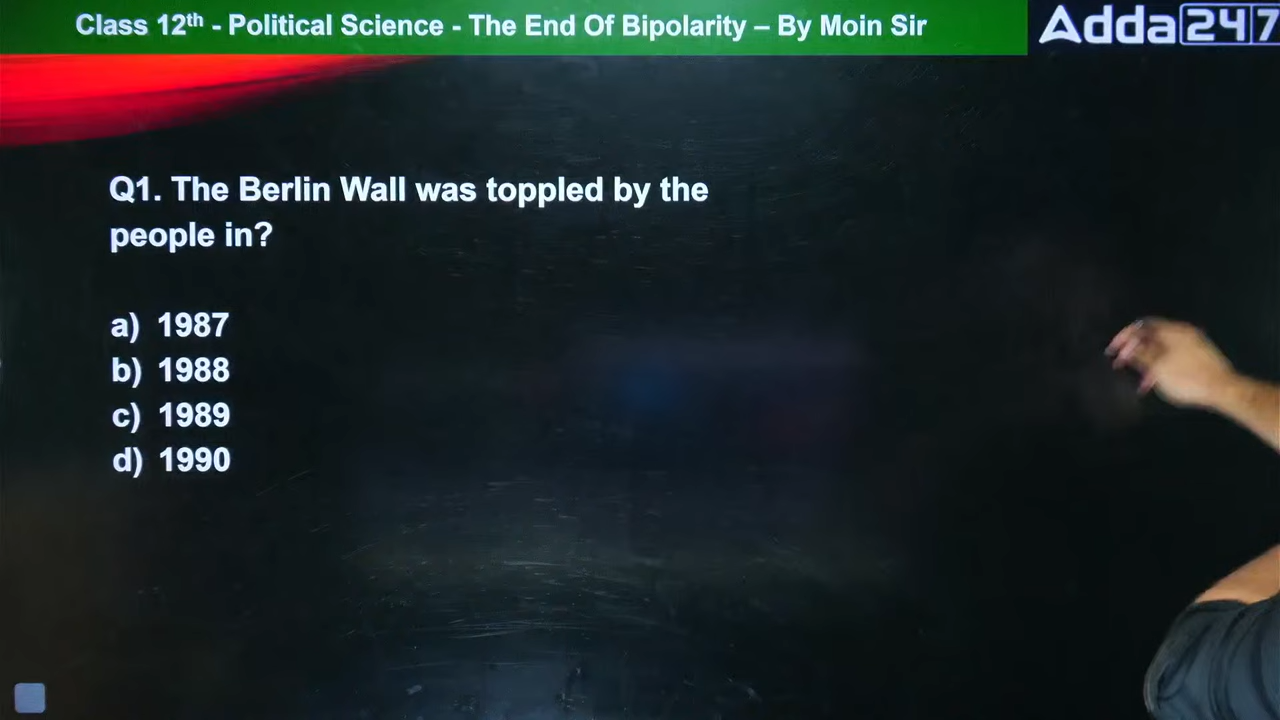 Class 12th - Political Science - The End Of Bipolarity – By Moin Sir
Adda247
Q1. The Berlin Wall was toppled by the
people in?
a) 1987
b) 1988
c) 1989
d) 1990